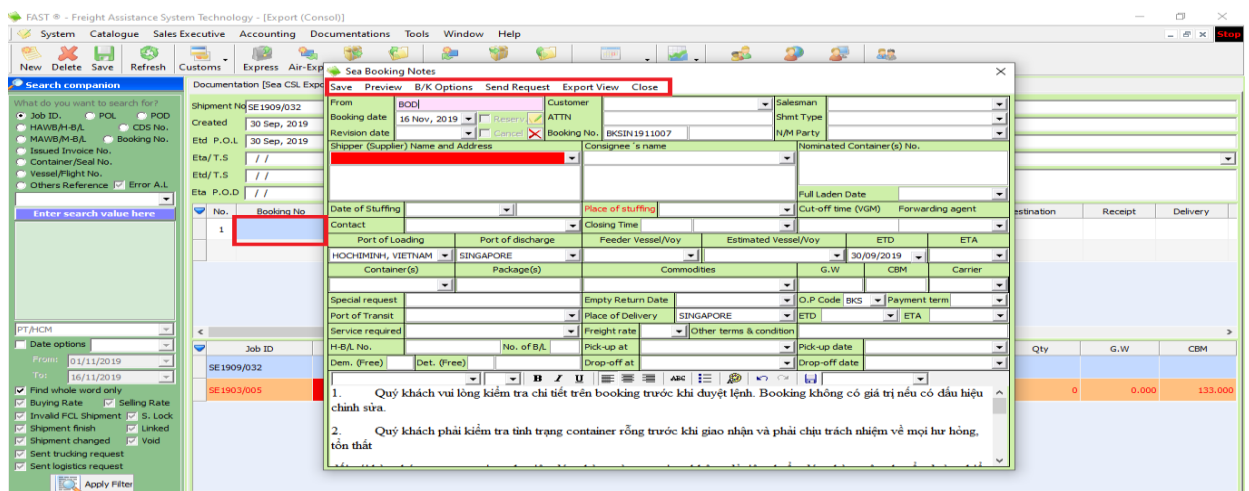 FAST ® - Freight Assistance System Technology - [Export (Consol)]
System Catalogue Sales Executive Accounting Documentations Tools Window Help
Stop
New Delete Save Refresh Customs Express Air-Exp
Search companion
What do you want to search for?
Job ID. POL POD
HAWB/H-B/L CDS No.
MAWB/M-B/L Booking No.
Issued Invoice No.
Container/Seal No.
Vessel/Flight No.
Others Reference Error A.L
Enter search value here
PT/HCM
Date options
From: 01/11/2019
To: 16/11/2019
Find whole word only
Buying Rate Selling Rate
Invalid FCL Shipment S. Lock
Shipment finish Linked
Shipment changed Void
Sent trucking request
Sent logistics request
Apply Filter
Documentation [Sea CSL Expo
Shipment No SE1909/032
Created 30 Sep, 2019
Etd P.O.L 30 Sep, 2019
Eta/T.S / /
Etd/T.S / /
Eta P.O.D / /
No. Booking No
1
estination Receipt Delivery
Job ID Qty G.W CBM
SE1909/032
SE1903/005 0 0.000 133.000
Sea Booking Notes
Save Preview B/K Options Send Request Export View Close
From BOD Customer Salesman
Booking date 16 Nov, 2019 Reserv ATTN Shmt Type
Revision date Cancel Booking No. BKSIN1911007 N/M Party
Shipper (Supplier) Name and Address Consignee 's name Nominated Container(s) No.
Full Laden Date
Date of Stuffing Place of stuffing Cut-off time (VGM) Forwarding agent
Contact Closing Time
Port of Loading Port of discharge Feeder Vessel/Voy Estimated Vessel/Voy ETD ETA
HOCHIMINH, VIETNAM SINGAPORE 30/09/2019
Container(s) Package(s) Commodities G.W CBM Carrier
Special request Empty Return Date O.P Code BKS Payment term
Port of Transit Place of Delivery SINGAPORE ETD ETA
Service required Freight rate Other terms & condition
H-B/L No. No. of B/L Pick-up at Pick-up date
Dem. (Free) Det. (Free) Drop-off at Drop-off date
B I U ABC
1. Quý khách vui lòng kiểm tra chi tiết trên booking trước khi duyệt lệnh. Booking không có giá trị nếu có dấu hiệu
chỉnh sửa.
2. Quý khách phải kiểm tra tình trạng container rỗng trước khi giao nhận và phải chịu trách nhiệm về mọi hư hỏng,
tổn thất